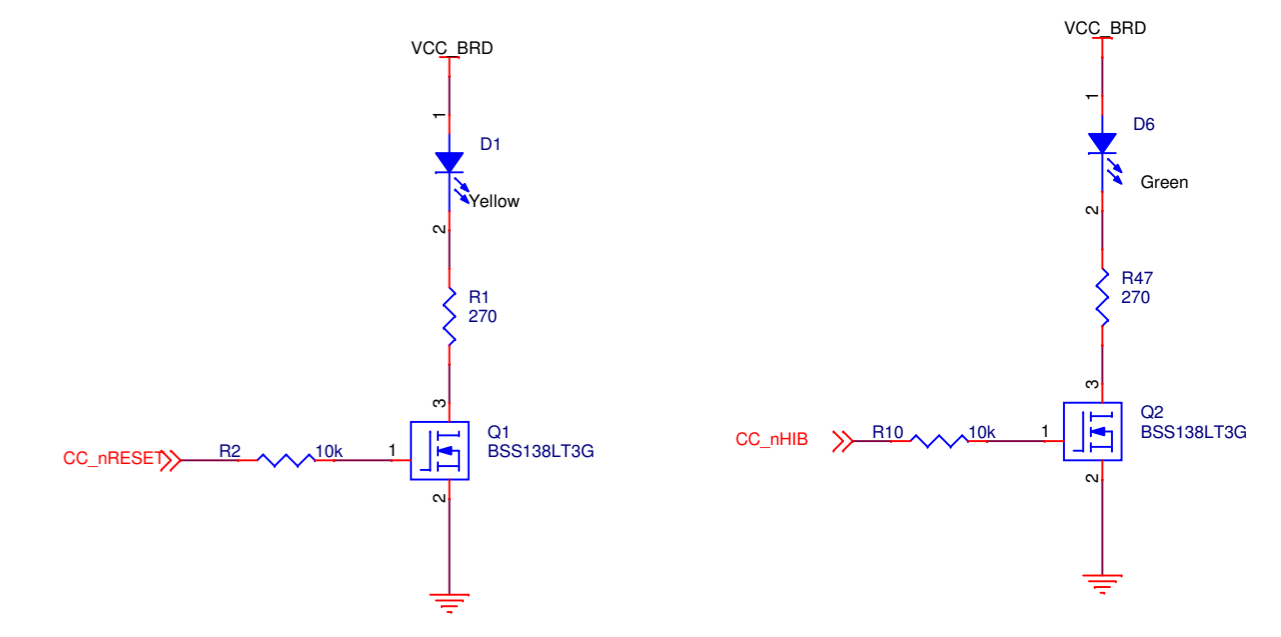 VCC_BRD
1
D1
Yellow
2
R1
270
3
Q1
BSS138LT3G
CC_nRESET
R2
10k
1
2
VCC_BRD
1
D6
Green
2
R47
270
3
Q2
BSS138LT3G
CC_nHIB
R10
10k
1
2